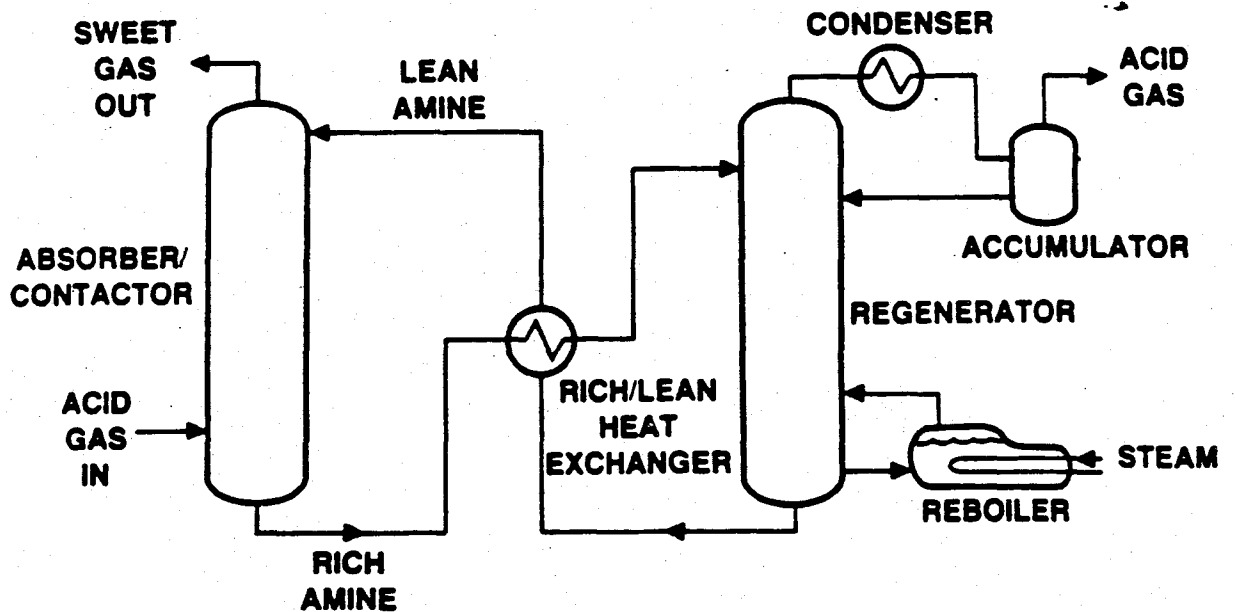 SWEET
GAS
OUT
LEAN
AMINE
CONDENSER
ACID
GAS
ABSORBER/
CONTACTOR
ACCUMULATOR
REGENERATOR
ACID
GAS
IN
RICH/LEAN
HEAT
EXCHANGER
STEAM
REBOILER
RICH
AMINE